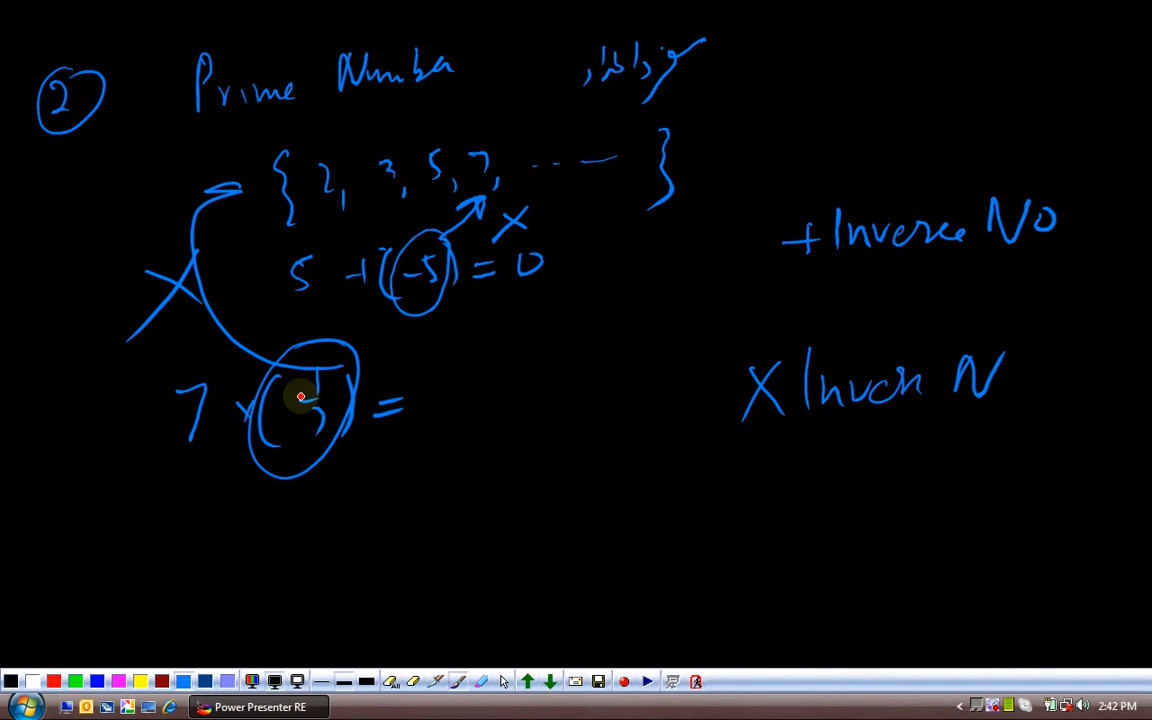 2 Prime Number
{ 2, 3, 5, 7, ... }
+Inverse No
5 + (-5) = 0
X
7 × ( 1/7 ) =
X Inver N
Power Presenter RE
2:42 PM